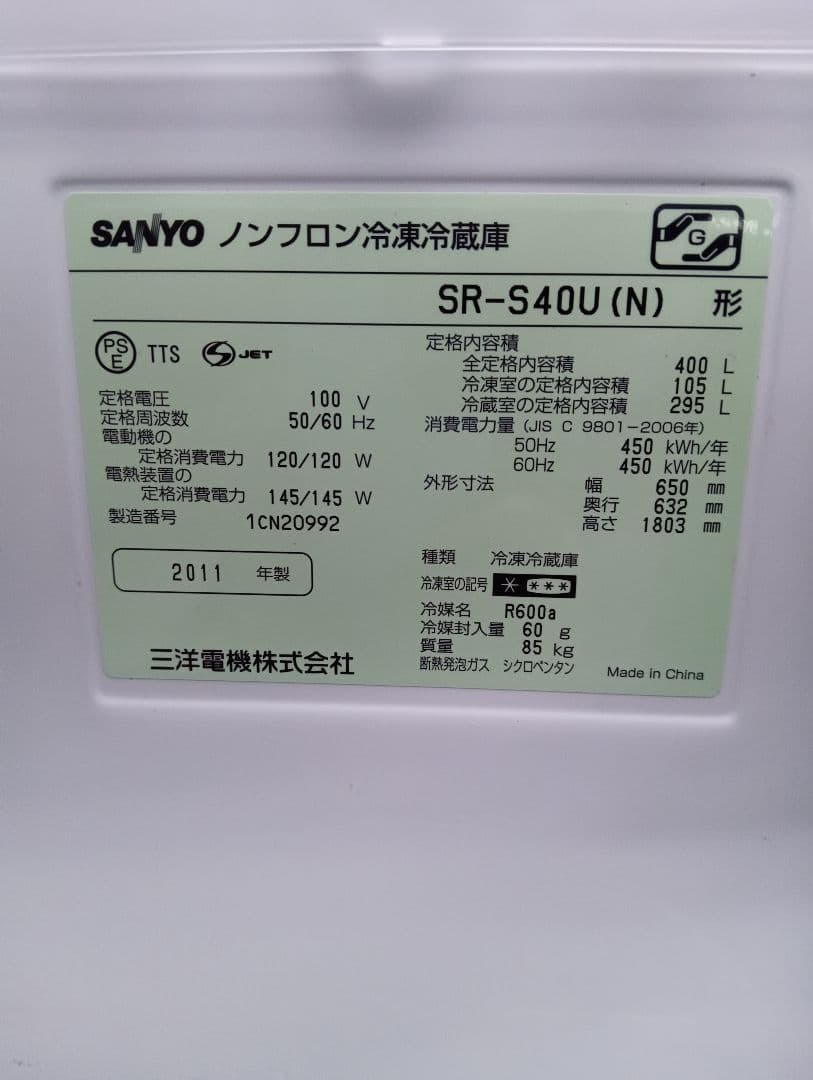 SANYO ノンフロン冷凍冷蔵庫
G
SR-S40U(N) 形
PSE TTS S JET
定格電圧 100 V
定格周波数 50/60 Hz
電動機の
定格消費電力 120/120 W
電熱装置の
定格消費電力 145/145 W
製造番号 1CN20992
2011 年製
三洋電機株式会社
定格内容積
全定格内容積 400 L
冷凍室の定格内容積 105 L
冷蔵室の定格内容積 295 L
消費電力量 (JIS C 9801-2006年)
50Hz 450 kWh/年
60Hz 450 kWh/年
外形寸法 幅 650 mm
奥行 632 mm
高さ 1803 mm
種類 冷凍冷蔵庫
冷凍室の記号 * ***
冷媒名 R600a
冷媒封入量 60 g
質量 85 kg
断熱発泡ガス シクロペンタン
Made in China